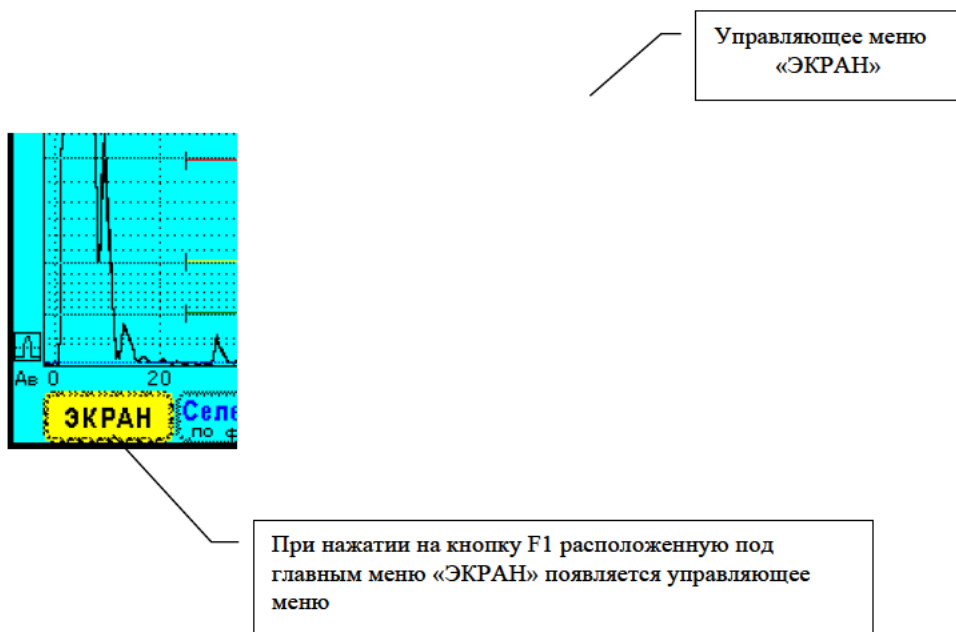 Управляющее меню
«ЭКРАН»
Ав 0 20
ЭКРАН
Селе
по ф
При нажатии на кнопку F1 расположенную под
главным меню «ЭКРАН» появляется управляющее
меню